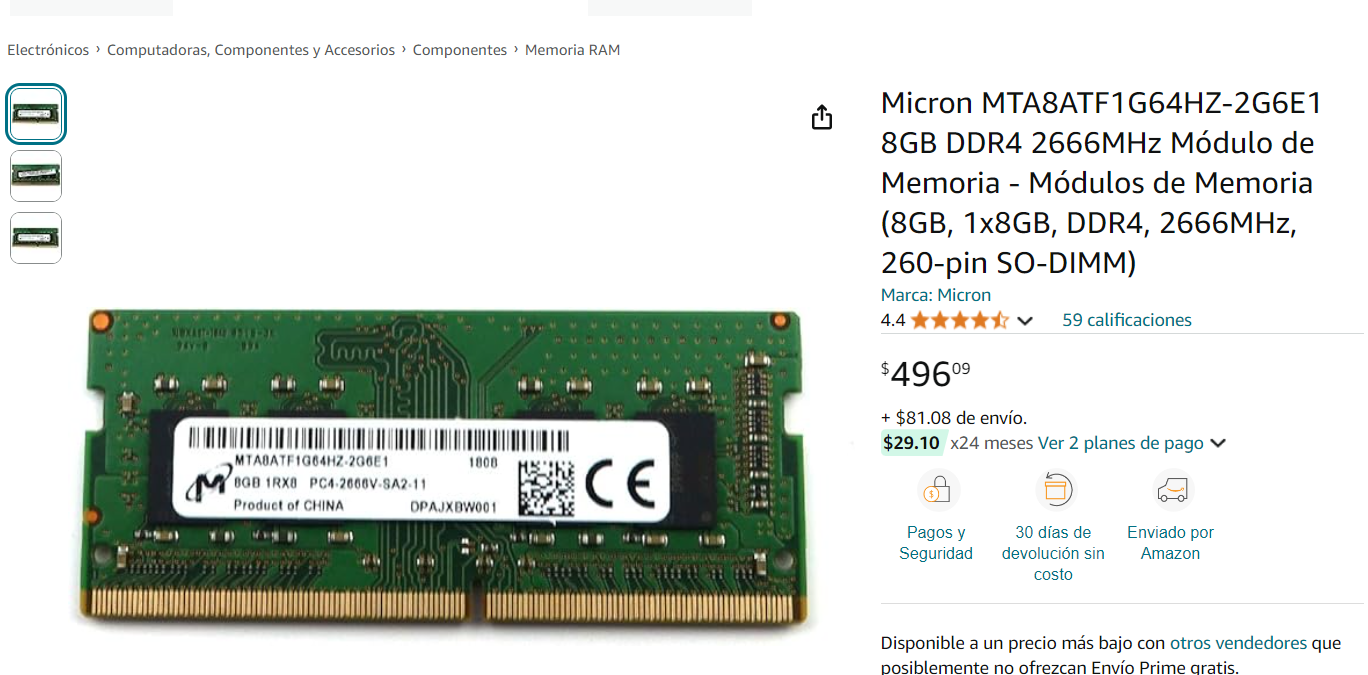 Electrónicos › Computadoras, Componentes y Accesorios › Componentes › Memoria RAM
Micron MTA8ATF1G64HZ-2G6E1
8GB DDR4 2666MHz Módulo de
Memoria - Módulos de Memoria
(8GB, 1x8GB, DDR4, 2666MHz,
260-pin SO-DIMM)
Marca: Micron
4.4
59 calificaciones
$496.09
+ $81.08 de envío.
$29.10 x24 meses Ver 2 planes de pago
Pagos y
Seguridad
30 días de
devolución sin
costo
Enviado por
Amazon
Disponible a un precio más bajo con otros vendedores que
posiblemente no ofrezcan Envío Prime gratis.
MTA8ATF1G64HZ-2G6E1 1808
8GB 1RX8 PC4-2666V-SA2-11
Product of CHINA DPAJXBW001
CE